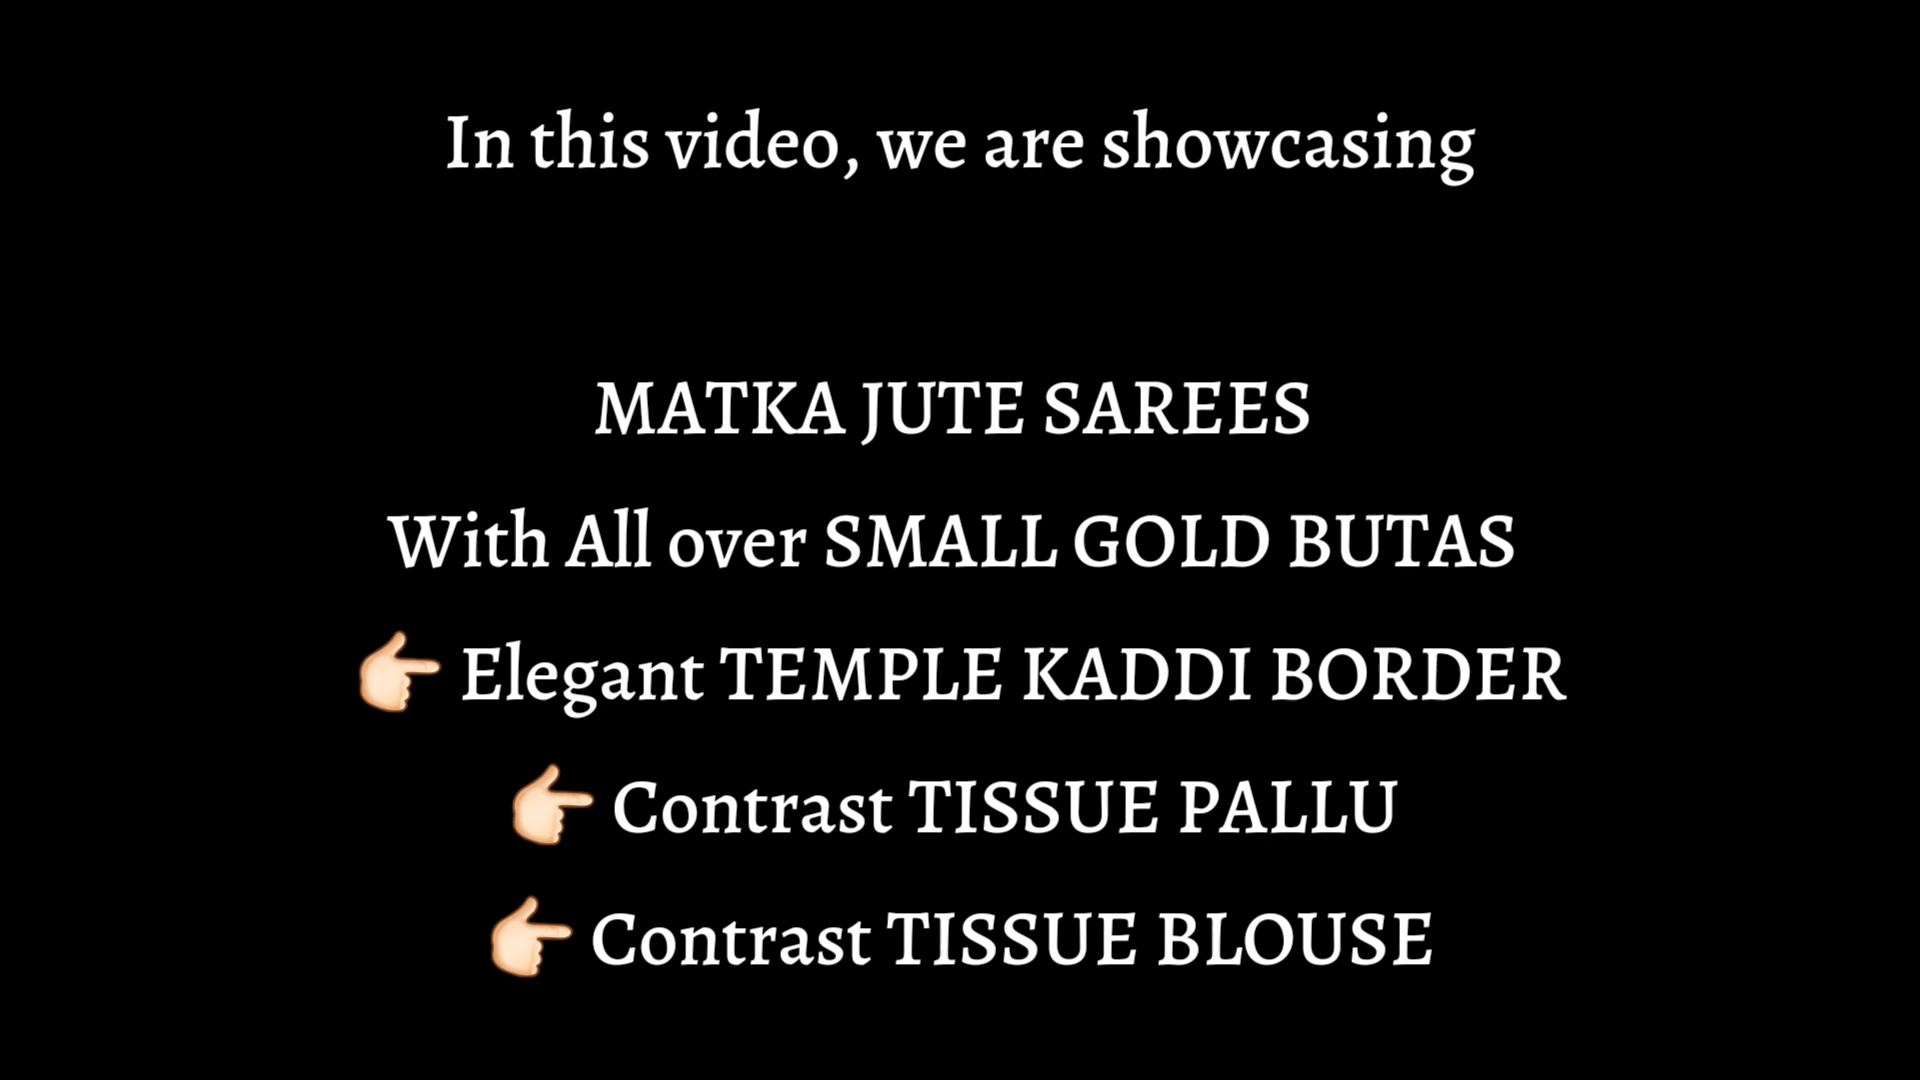 In this video, we are showcasing
MATKA JUTE SAREES
With All over SMALL GOLD BUTAS
👉🏻 Elegant TEMPLE KADDI BORDER
👉🏻 Contrast TISSUE PALLU
👉🏻 Contrast TISSUE BLOUSE